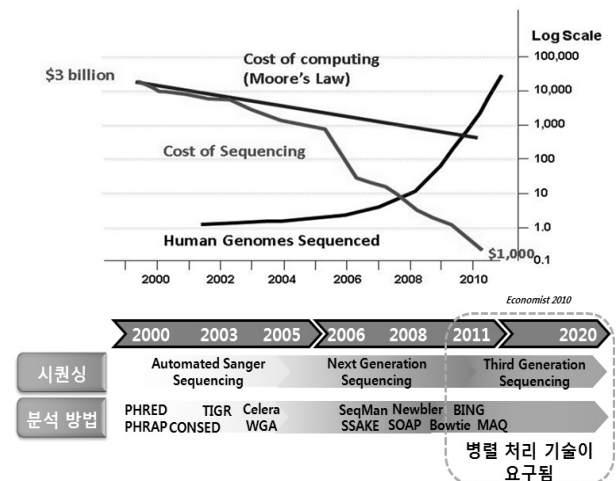 Log Scale
$3 billion
Cost of computing
(Moore's Law)
100,000
10,000
1,000
100
10
1.0
0.1
Cost of Sequencing
Human Genomes Sequenced
$1,000
2000 2002 2004 2006 2008 2010
Economist 2010
2000 2003 2005 2006 2008 2011 2020
시퀀싱
Automated Sanger
Sequencing
Next Generation
Sequencing
Third Generation
Sequencing
분석 방법
PHRED TIGR Celera SeqMan Newbler BING
PHRAP CONSED WGA SSAKE SOAP Bowtie MAQ
병렬 처리 기술이
요구됨